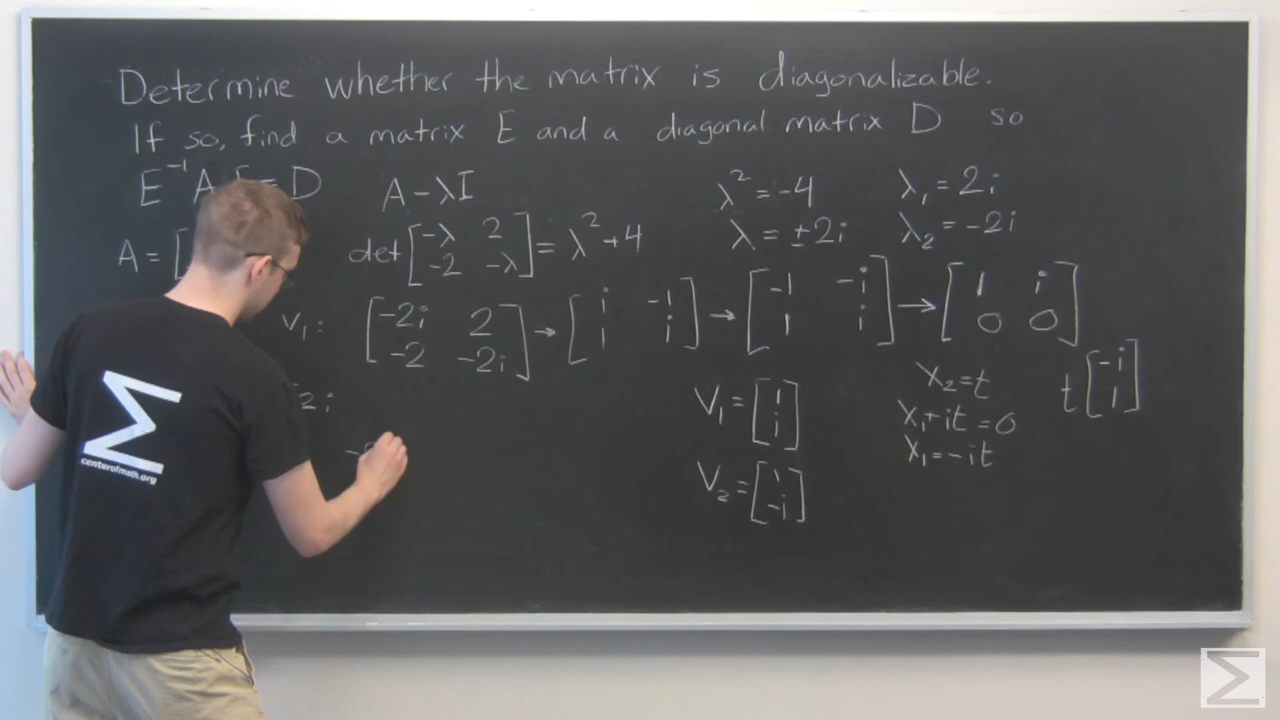 Determine whether the matrix is diagonalizable.
If so, find a matrix E and a diagonal matrix D so
E⁻¹ A E = D
A - λI
λ² = -4
λ₁ = 2i
A = [
det [ -λ 2
-2 -λ ] = λ² + 4
λ = ±2i
λ₂ = -2i
V₁: [ -2i 2
-2 -2i ] → [ i -1
1 i ] → [ -1 -i
1 i ] → [ 1 i
0 0 ]
2i
V₁ = [ 1
i ]
V₂ = [ 1
-i ]
x₂ = t
x₁ + it = 0
x₁ = -it
t [ -i
1 ]
Σ
centerofmath.org
Σ